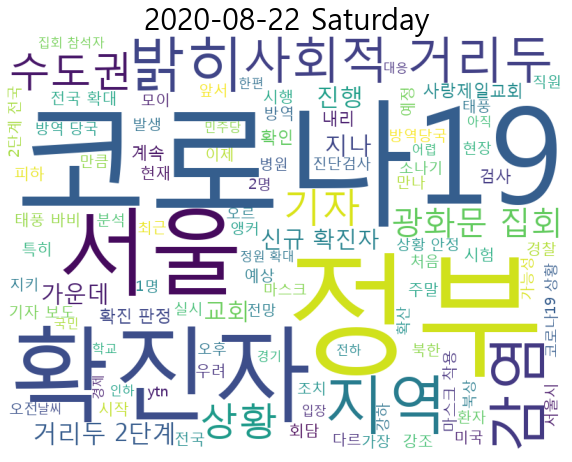 2020-08-22 Saturday
집회 참석자
수도권
밝히
사회적
거리두
대응
한편
직원
2단계 전국
전국 확대
모이
앞서
시행
진행
사랑제일교회
예정
태풍
방역 당국
발생
민주당
방역
확인
내리
지나
방역당국
아직
코로나19
만큼
계속
이제
병원
진단검사
어렵
현장
피하
현재
2명
만나
소나기
검사
서울
기자
정부
광화문 집회
태풍 바비
분석
최근
오르
앵커
신규 확진자
상황 안정
특히
정원 확대
처음
시험
경찰
가능성
지키
가운데
1명
예상
마스크
주말
확산
코로나19 상황
기자 보도
국민
확진 판정
실시
교회
전망
북한
확진자
지역
감염
학교
오후
경기
전하
조치
마스크 착용
북상
서울시
경제
인하
ytn
우려
강하
환자
오전날씨
시작
상황
입장
거리두 2단계
전국
회담
다르
가장
강조
미국